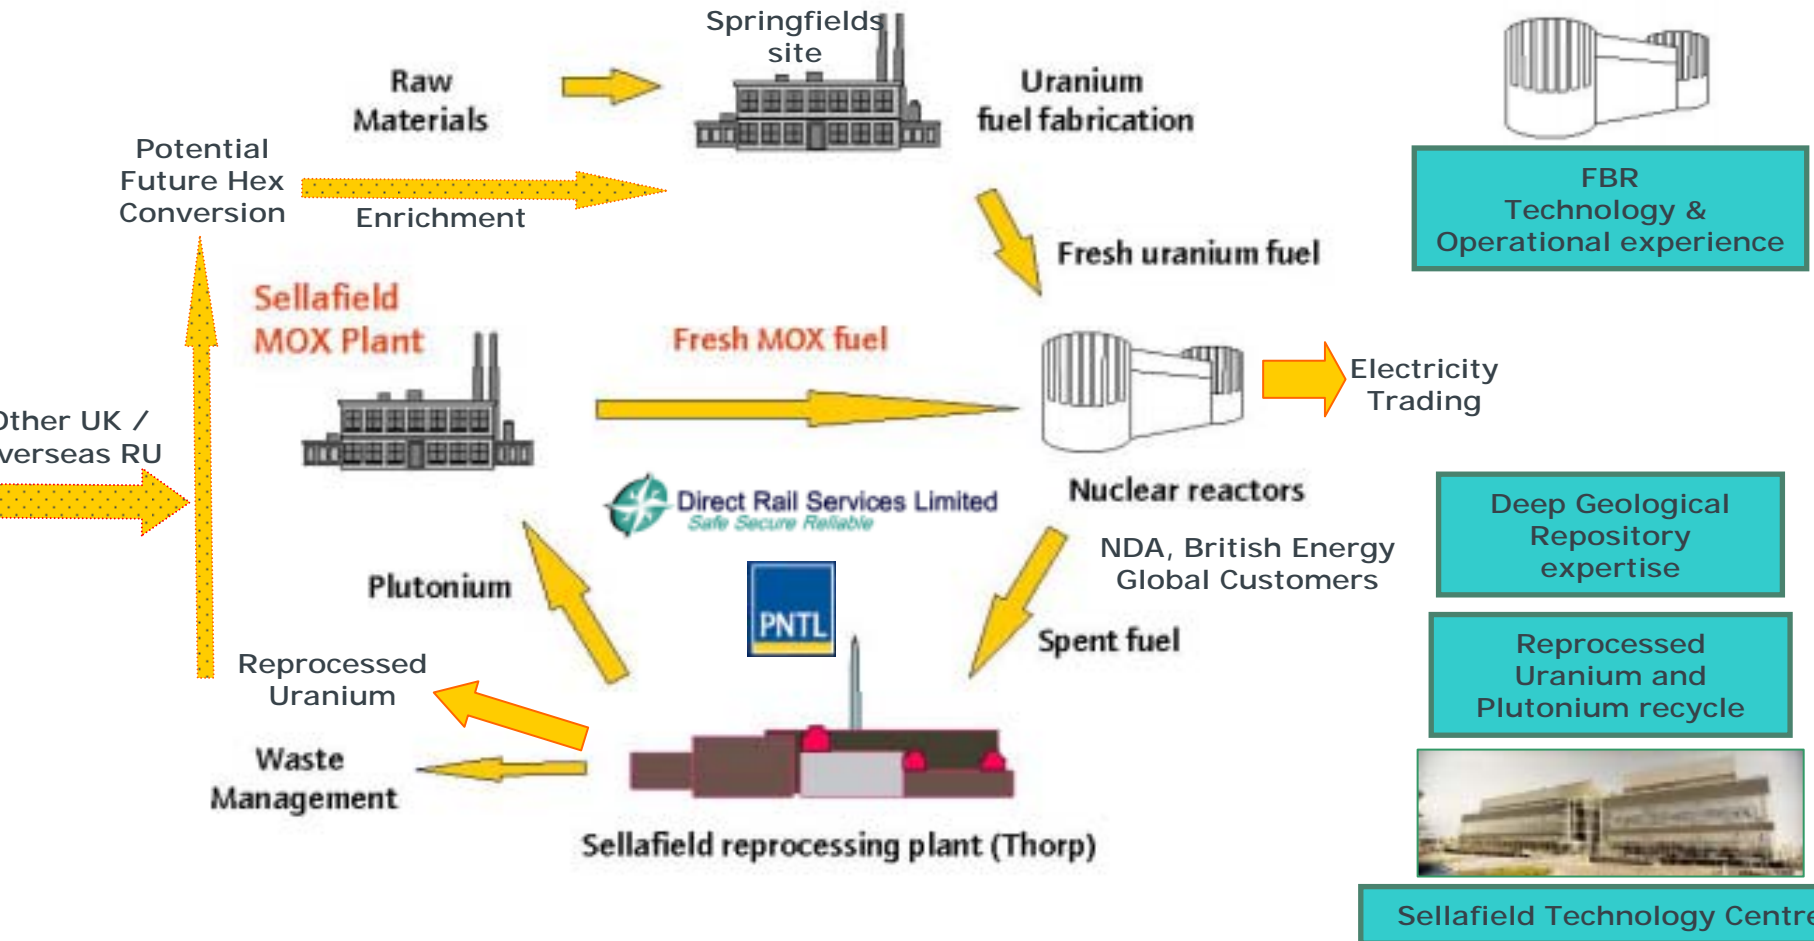 Springfields
site
Raw
Materials
Uranium
fuel fabrication
Potential
Future Hex
Conversion
Enrichment
FBR
Technology &
Operational experience
Fresh uranium fuel
Sellafield
MOX Plant
Fresh MOX fuel
Electricity
Trading
Other UK /
verseas RU
Direct Rail Services Limited
Safe Secure Reliable
Nuclear reactors
NDA, British Energy
Global Customers
Deep Geological
Repository
expertise
Plutonium
PNTL
Spent fuel
Reprocessed
Uranium
Reprocessed
Uranium and
Plutonium recycle
Waste
Management
Sellafield reprocessing plant (Thorp)
Sellafield Technology Centre